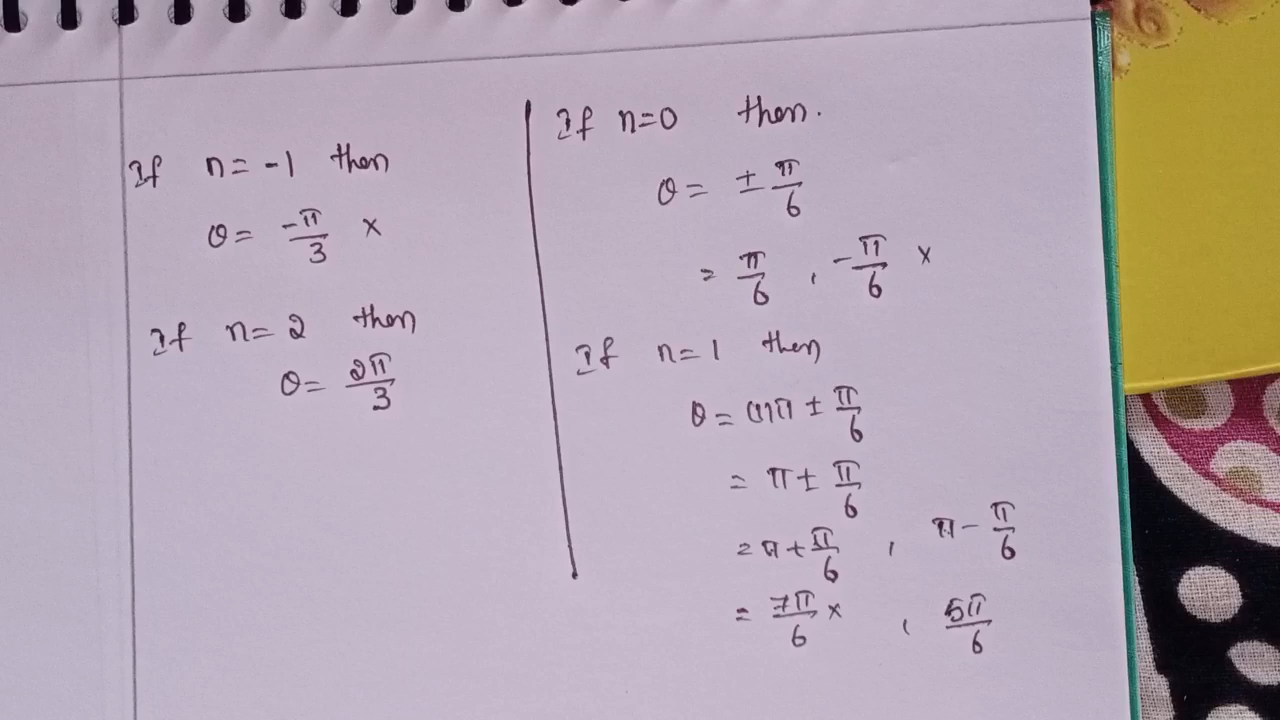 If n = -1 then
θ = -π/3 ×
If n = 2 then
θ = 2π/3
If n=0 then.
θ = ± π/6
= π/6 , -π/6 ×
If n=1 then
θ = (1)π ± π/6
= π ± π/6
= π + π/6 , π - π/6
= 7π/6 × , 5π/6